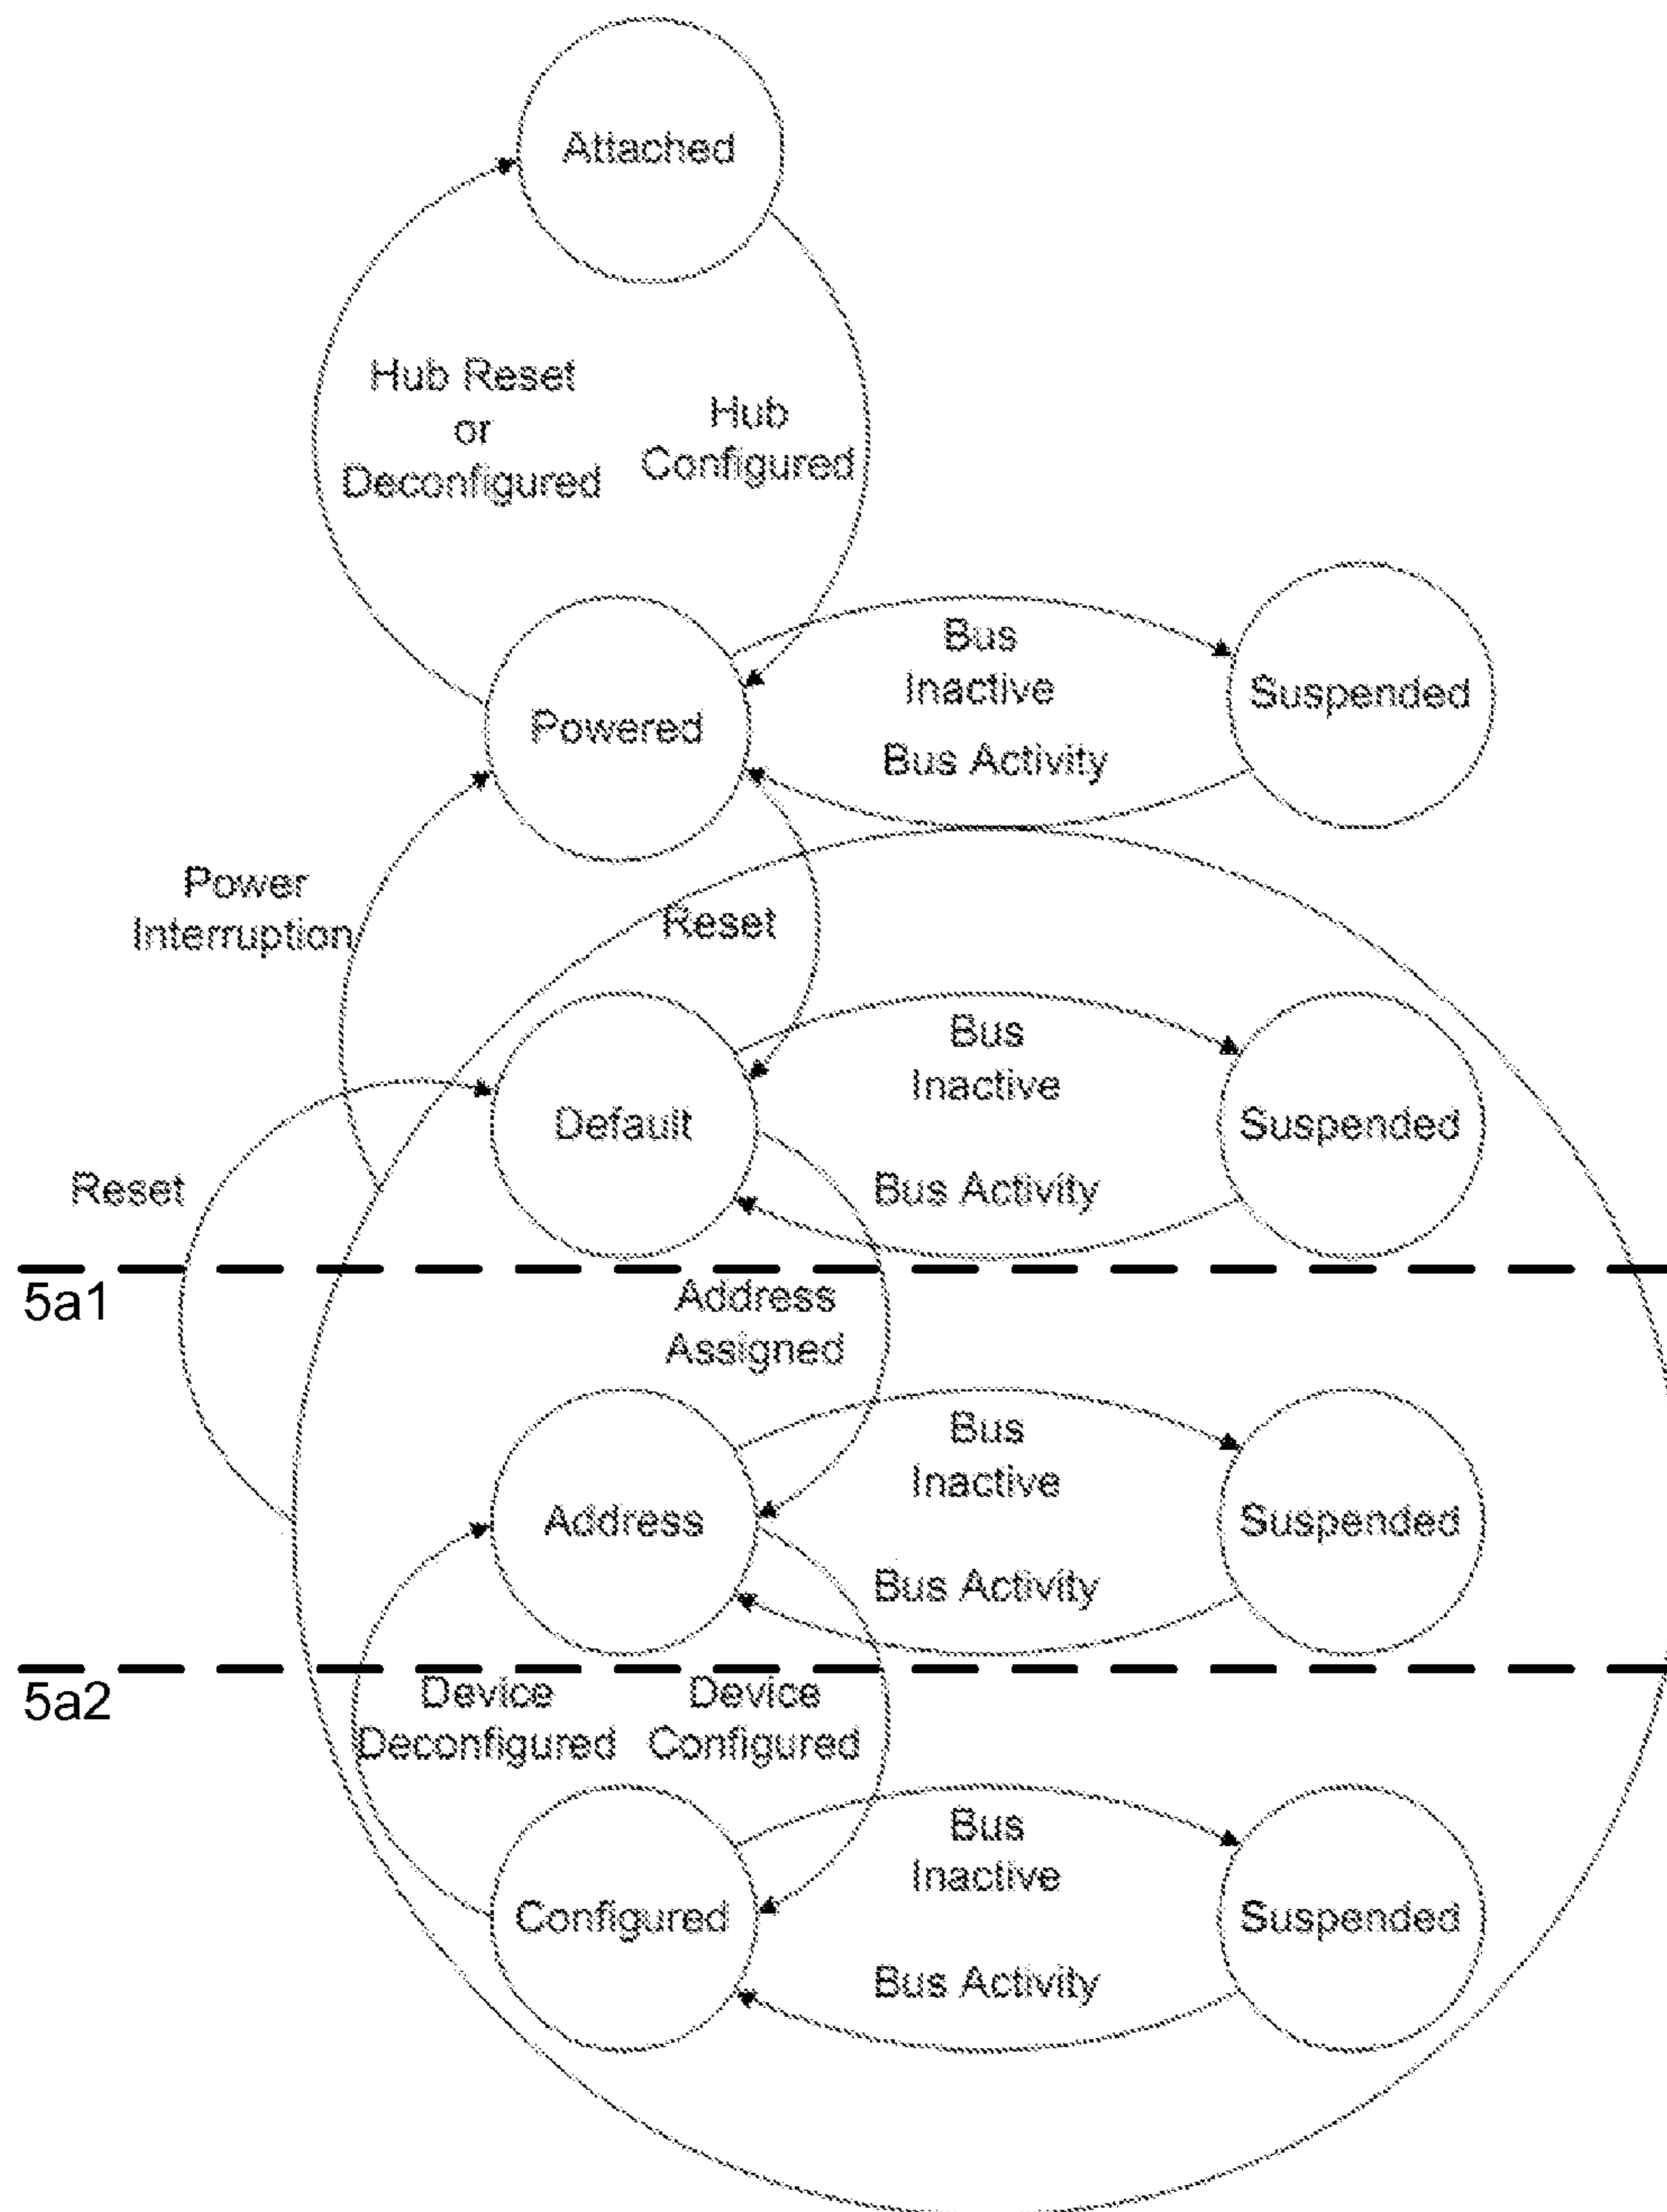 Attached
Hub Reset
or
Deconfigured
Hub
Configured
Powered
Bus
Inactive
Bus Activity
Suspended
Power
Interruption
Reset
Default
Bus
Inactive
Bus Activity
Suspended
Reset
5a1
Address
Assigned
Address
Bus
Inactive
Bus Activity
Suspended
5a2
Device
Deconfigured
Device
Configured
Configured
Bus
Inactive
Bus Activity
Suspended